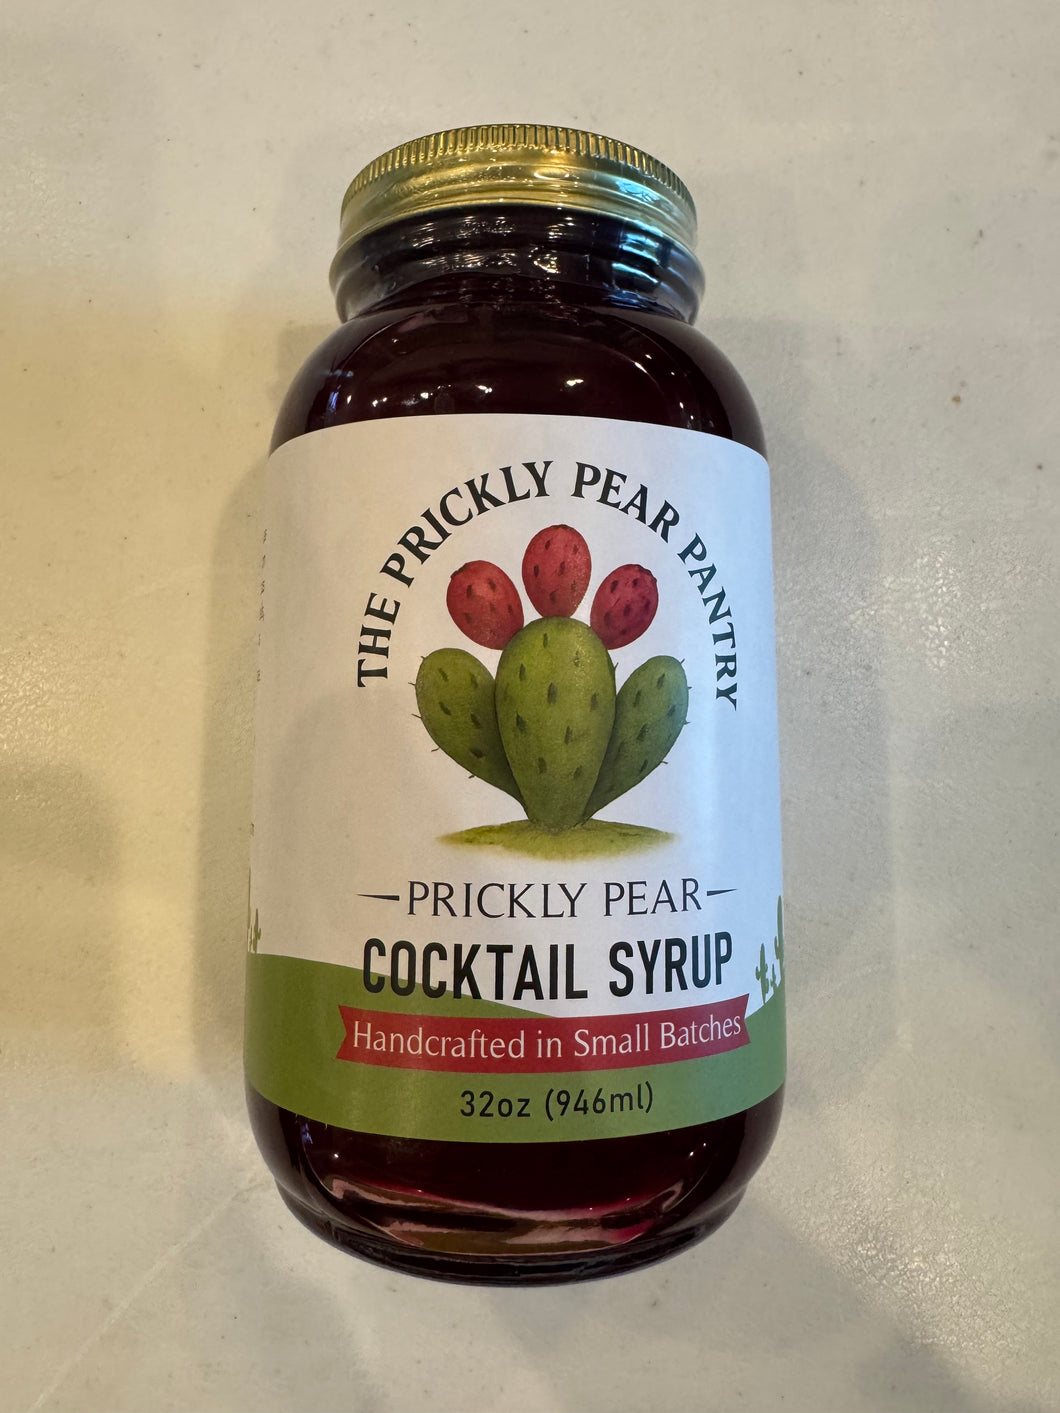 THE PRICKLY PEAR PANTRY
PRICKLY PEAR
COCKTAIL SYRUP
Handcrafted in Small Batches
32oz (946ml)